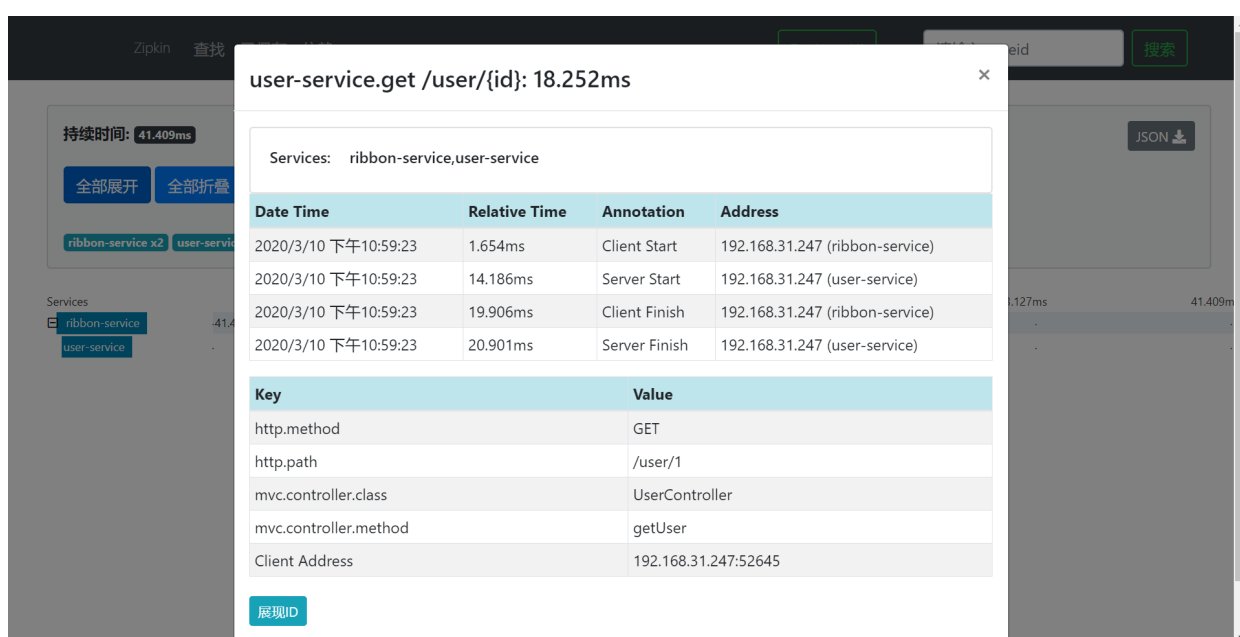 Zipkin 查找
eid 搜索
user-service.get /user/{id}: 18.252ms ×
持续时间: 41.409ms
JSON
Services: ribbon-service,user-service
全部展开 全部折叠
Date Time Relative Time Annotation Address
ribbon-service x2 user-servic
2020/3/10 下午10:59:23 1.654ms Client Start 192.168.31.247 (ribbon-service)
2020/3/10 下午10:59:23 14.186ms Server Start 192.168.31.247 (user-service)
Services .127ms 41.409m
2020/3/10 下午10:59:23 19.906ms Client Finish 192.168.31.247 (ribbon-service)
ribbon-service 41.4
user-service
2020/3/10 下午10:59:23 20.901ms Server Finish 192.168.31.247 (user-service)
Key Value
http.method GET
http.path /user/1
mvc.controller.class UserController
mvc.controller.method getUser
Client Address 192.168.31.247:52645
展现ID